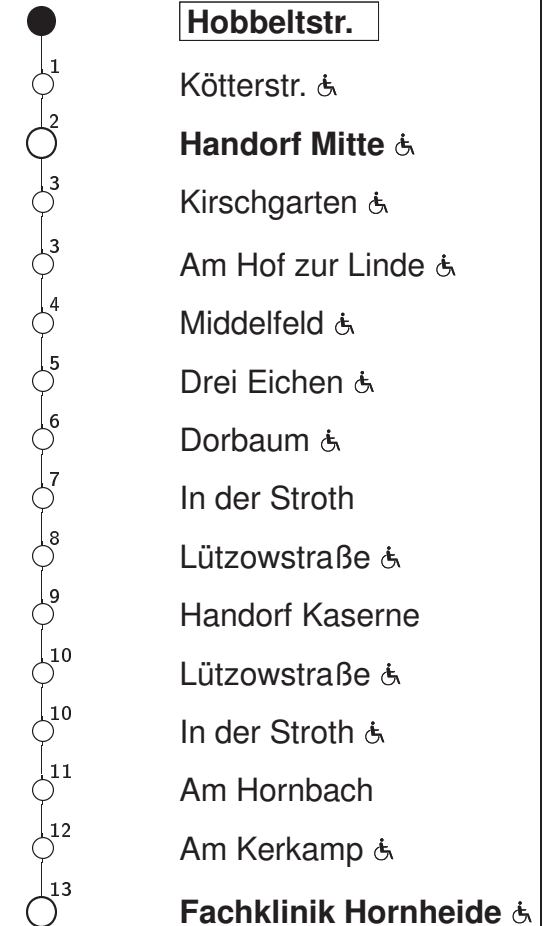 Hobbeltstr.
1 Kötterstr.
2 Handorf Mitte
3 Kirschgarten
3 Am Hof zur Linde
4 Middelfeld
5 Drei Eichen
6 Dorbaum
7 In der Stroth
8 Lützowstraße
9 Handorf Kaserne
10 Lützowstraße
10 In der Stroth
11 Am Hornbach
12 Am Kerkamp
13 Fachklinik Hornheide